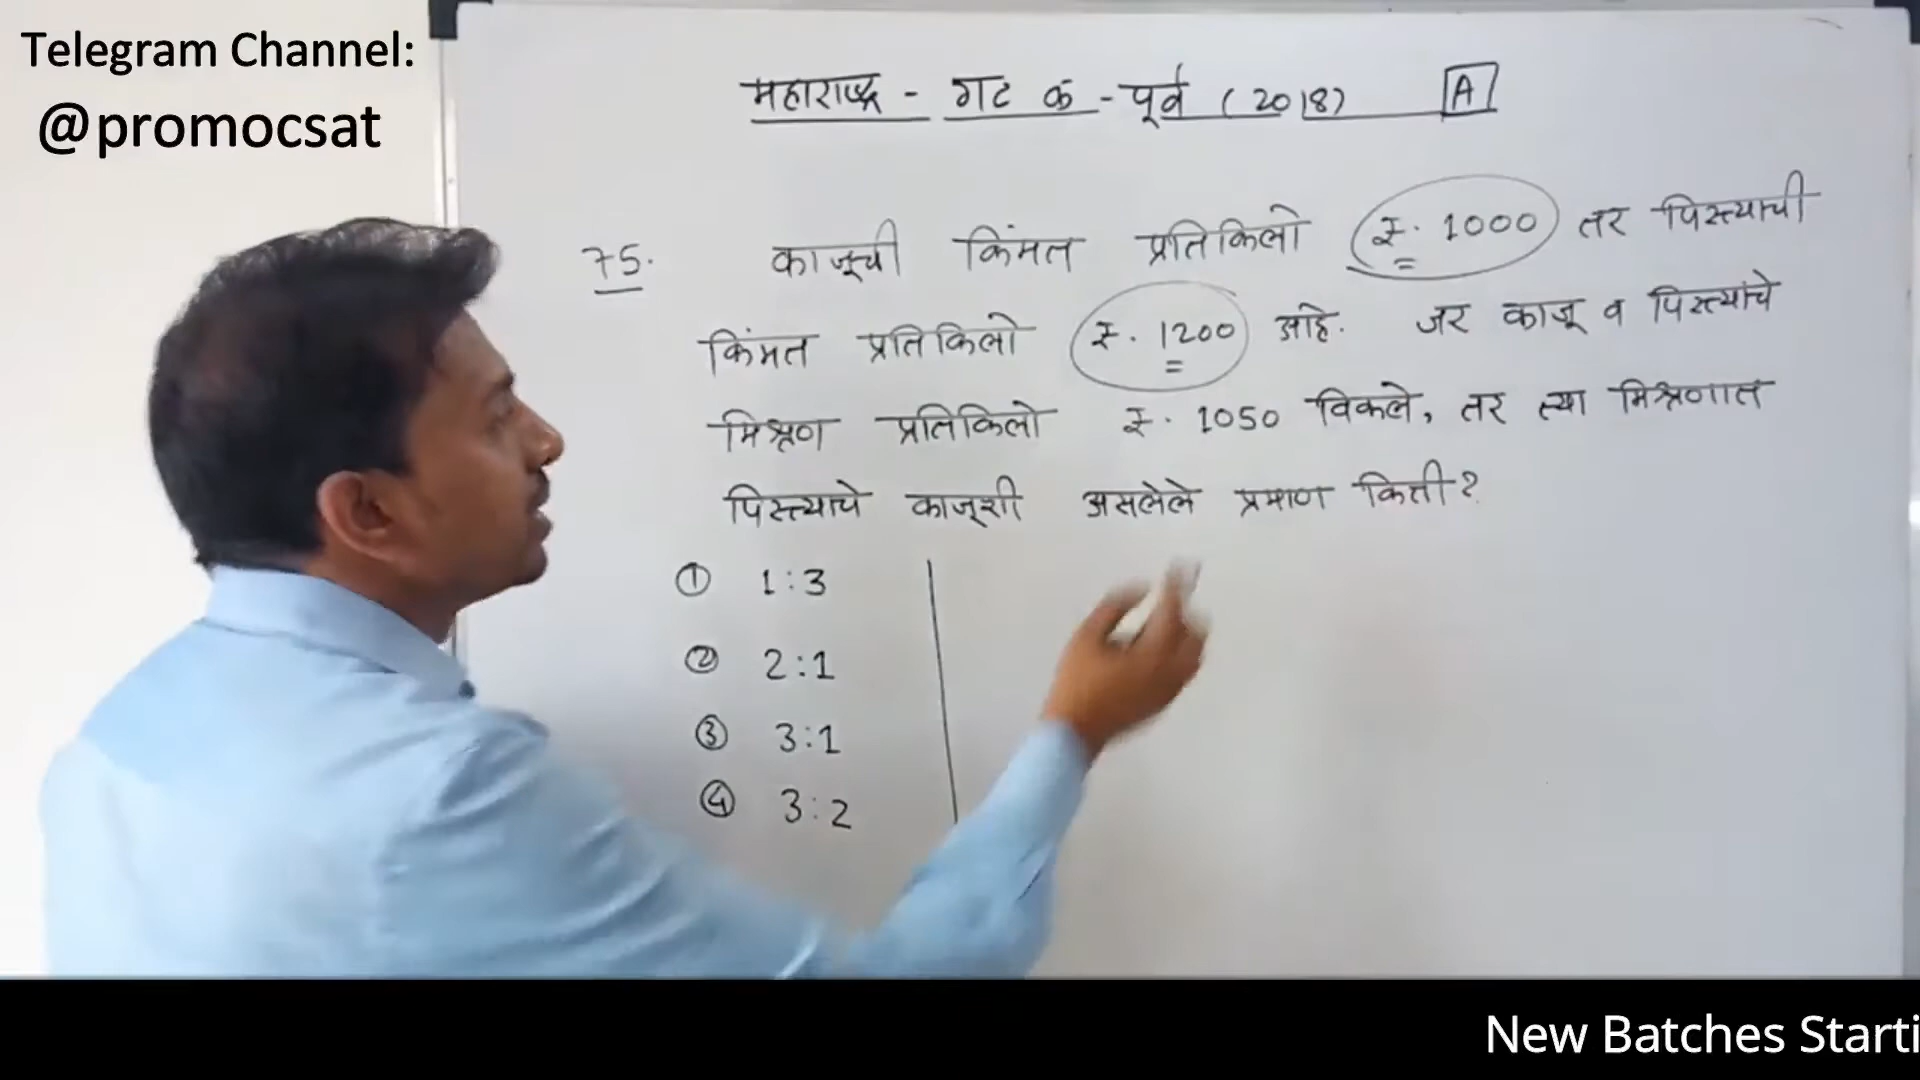 Telegram Channel:
@promocsat
महाराष्ट्र - गट क - पूर्व (2018) A
75. काजूची किंमत प्रतिकिलो रु. 1000 तर पिस्त्याची
किंमत प्रतिकिलो रु. 1200 आहे. जर काजू व पिस्त्यांचे
मिश्रण प्रतिकिलो रु. 1050 विकले, तर त्या मिश्रणात
पिस्त्याचे काजूशी असलेले प्रमाण किती?
① 1:3
② 2:1
③ 3:1
④ 3:2
New Batches Starti